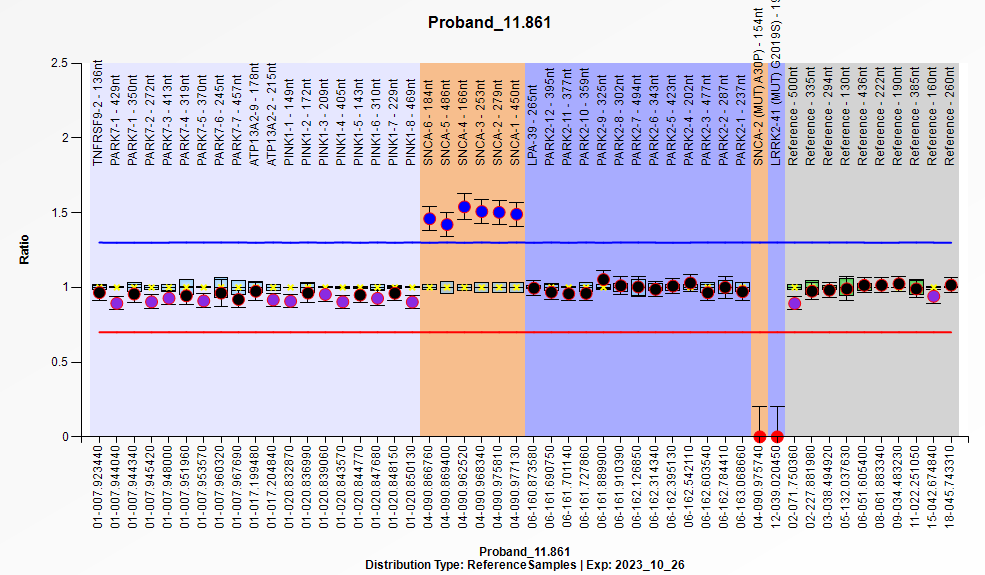 Proband_11.861
2.5
2
1.5
1
0.5
0
Ratio
TNFRSF9-2 - 136nt
PARK7-1 - 429nt
PARK7-1 - 350nt
PARK7-2 - 272nt
PARK7-3 - 413nt
PARK7-4 - 319nt
PARK7-5 - 370nt
PARK7-6 - 245nt
PARK7-7 - 457nt
ATP13A2-9 - 178nt
ATP13A2-2 - 215nt
PINK1-1 - 149nt
PINK1-2 - 172nt
PINK1-3 - 209nt
PINK1-4 - 405nt
PINK1-5 - 143nt
PINK1-6 - 310nt
PINK1-7 - 229nt
PINK1-8 - 469nt
SNCA-6 - 184nt
SNCA-5 - 486nt
SNCA-4 - 166nt
SNCA-3 - 253nt
SNCA-2 - 279nt
SNCA-1 - 450nt
LPA-39 - 265nt
PARK2-12 - 395nt
PARK2-11 - 377nt
PARK2-10 - 359nt
PARK2-9 - 325nt
PARK2-8 - 302nt
PARK2-7 - 494nt
PARK2-6 - 343nt
PARK2-5 - 423nt
PARK2-4 - 202nt
PARK2-3 - 477nt
PARK2-2 - 287nt
PARK2-1 - 237nt
SNCA-2 (MUT) A30P) - 154nt
LRRK2-41 (MUT) G2019S) - 19
Reference - 500nt
Reference - 335nt
Reference - 294nt
Reference - 130nt
Reference - 436nt
Reference - 222nt
Reference - 190nt
Reference - 385nt
Reference - 160nt
Reference - 260nt
01-007.923440
01-007.944040
01-007.944340
01-007.945420
01-007.948000
01-007.951960
01-007.953570
01-007.960320
01-007.967690
01-017.199480
01-017.204840
01-020.832870
01-020.836990
01-020.839060
01-020.843570
01-020.844770
01-020.847680
01-020.848150
01-020.850130
04-090.866760
04-090.869400
04-090.962520
04-090.968340
04-090.975810
04-090.977130
06-160.873580
06-161.690750
06-161.701140
06-161.727860
06-161.889900
06-161.910390
06-162.126850
06-162.314340
06-162.395130
06-162.542110
06-162.603540
06-162.784410
06-163.068660
04-090.975740
12-039.020450
02-071.750360
02-227.881980
03-038.494920
05-132.037630
06-051.605400
08-061.883340
09-034.483230
11-022.251050
15-042.674840
18-045.743310
Proband_11.861
Distribution Type: ReferenceSamples | Exp: 2023_10_26